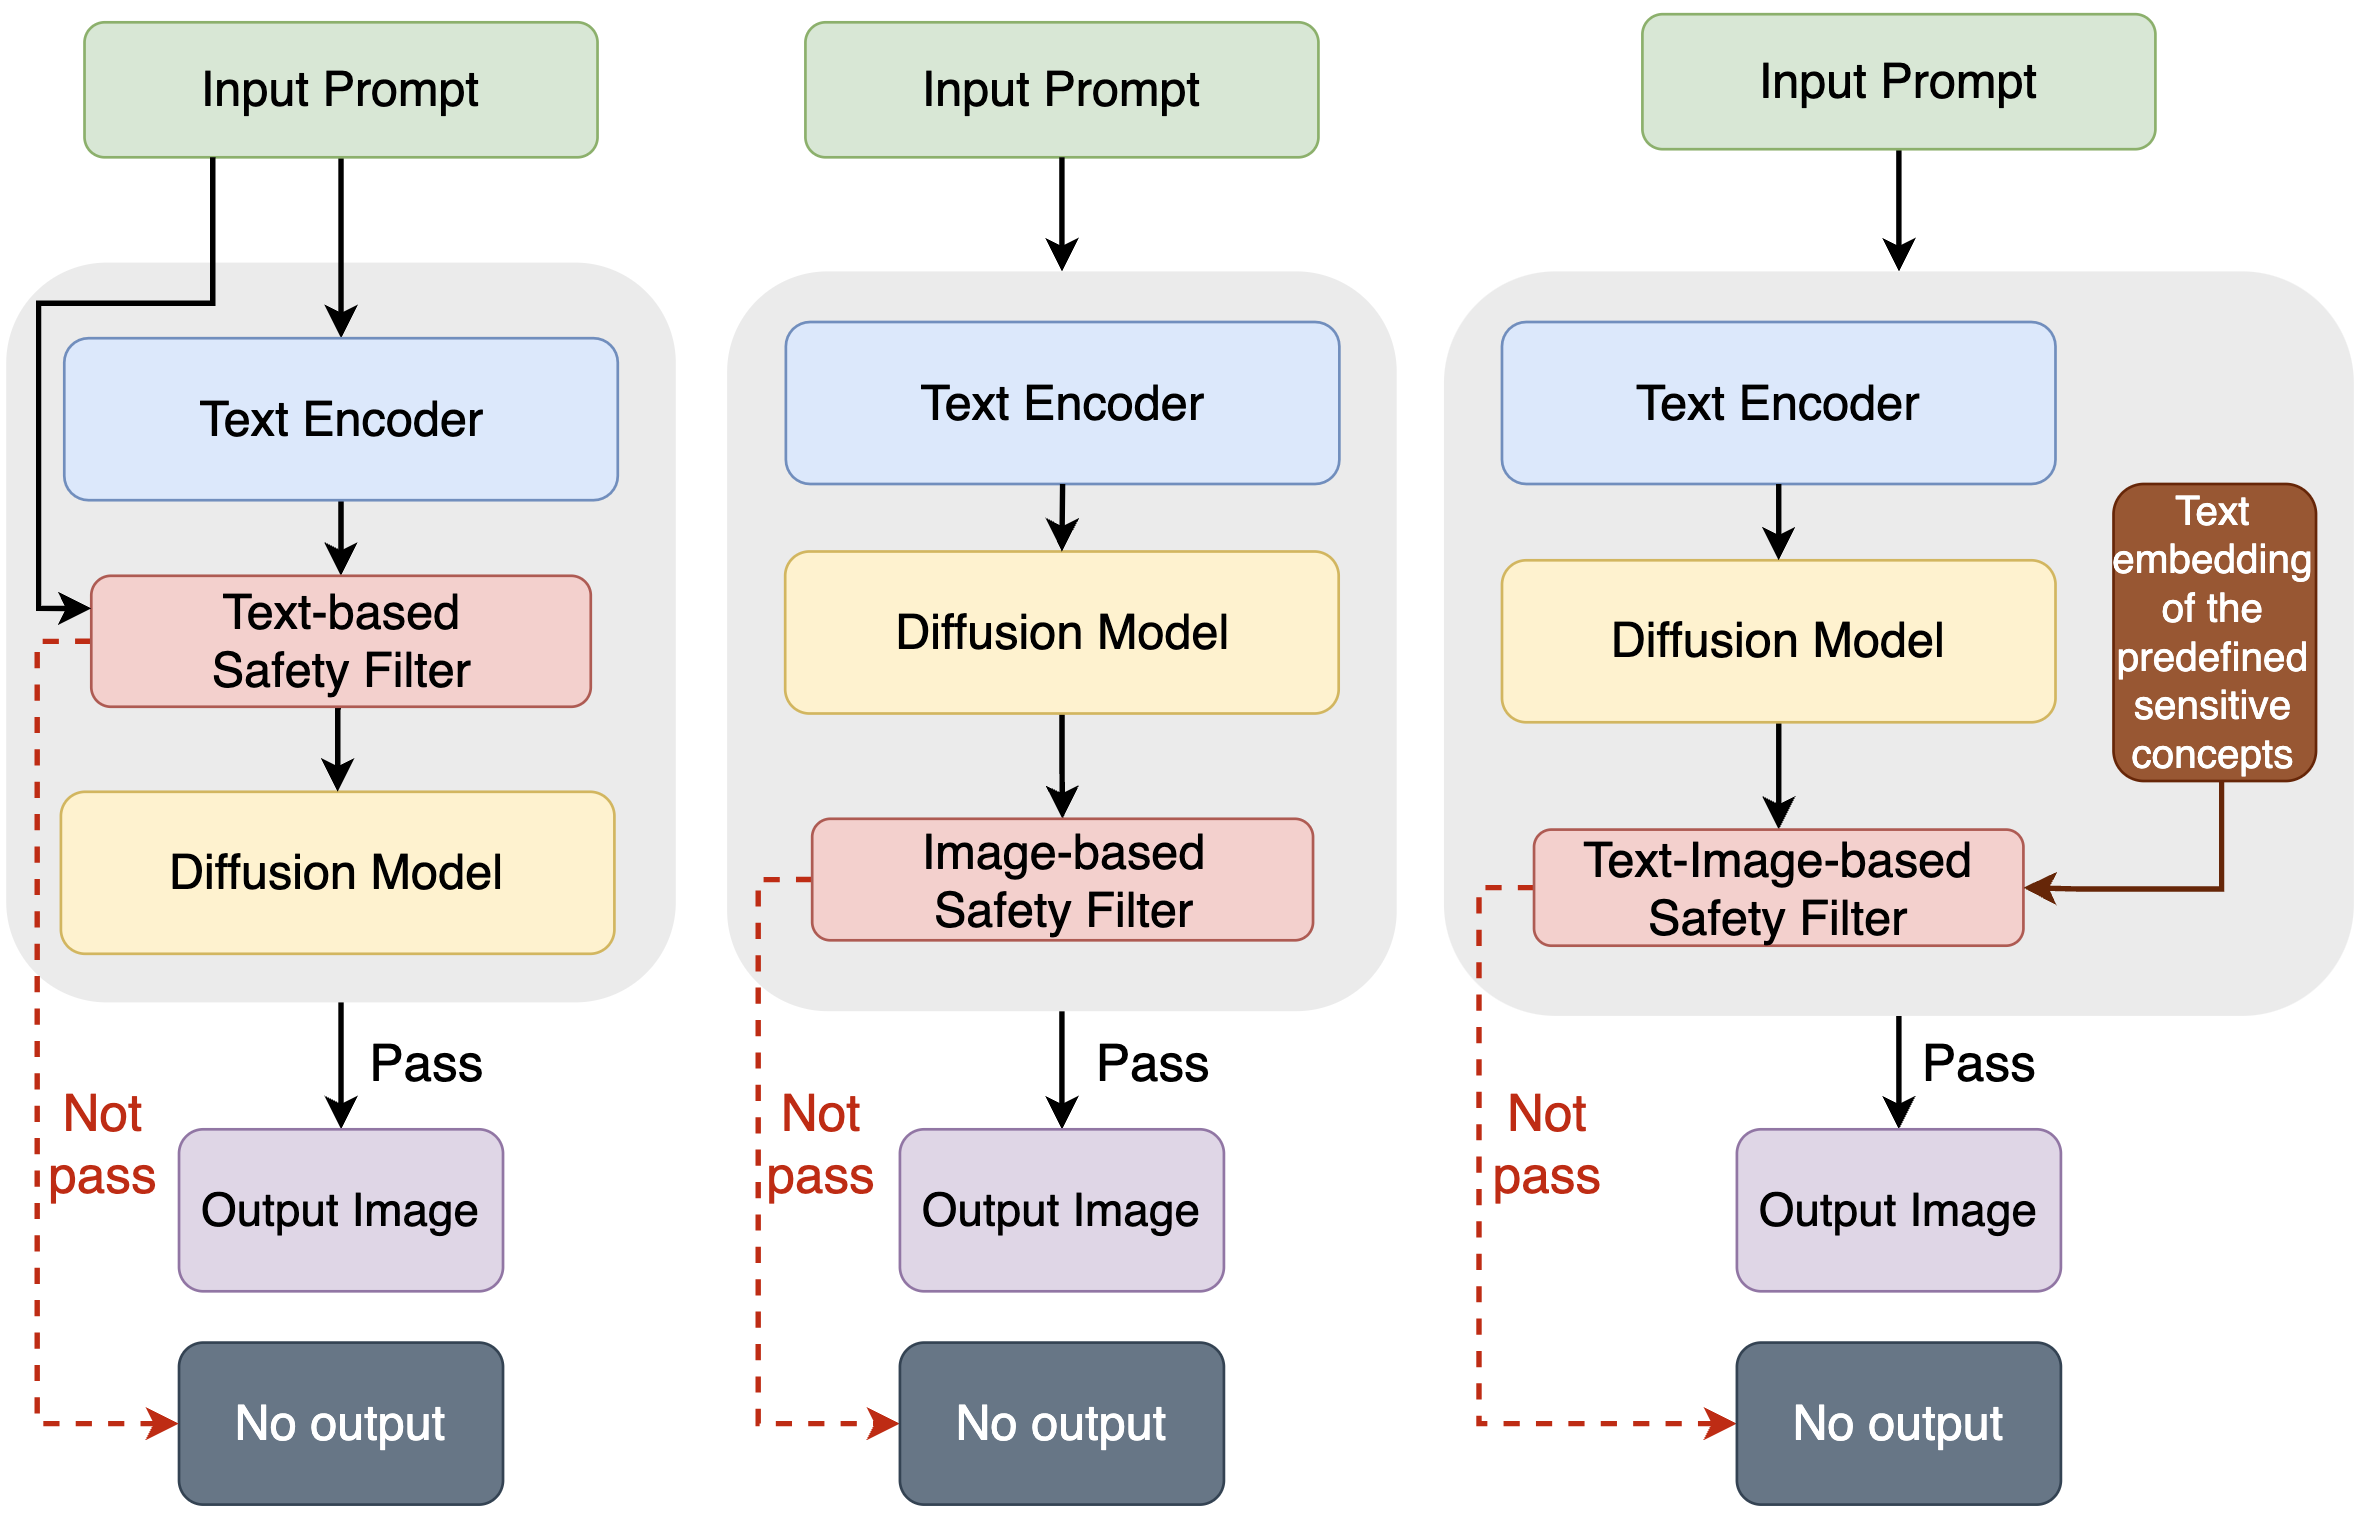 Input Prompt
Text Encoder
Text-based
Safety Filter
Diffusion Model
Pass
Not
pass
Output Image
No output
Input Prompt
Text Encoder
Diffusion Model
Image-based
Safety Filter
Pass
Not
pass
Output Image
No output
Input Prompt
Text Encoder
Diffusion Model
Text
embedding
of the
predefined
sensitive
concepts
Text-Image-based
Safety Filter
Pass
Not
pass
Output Image
No output